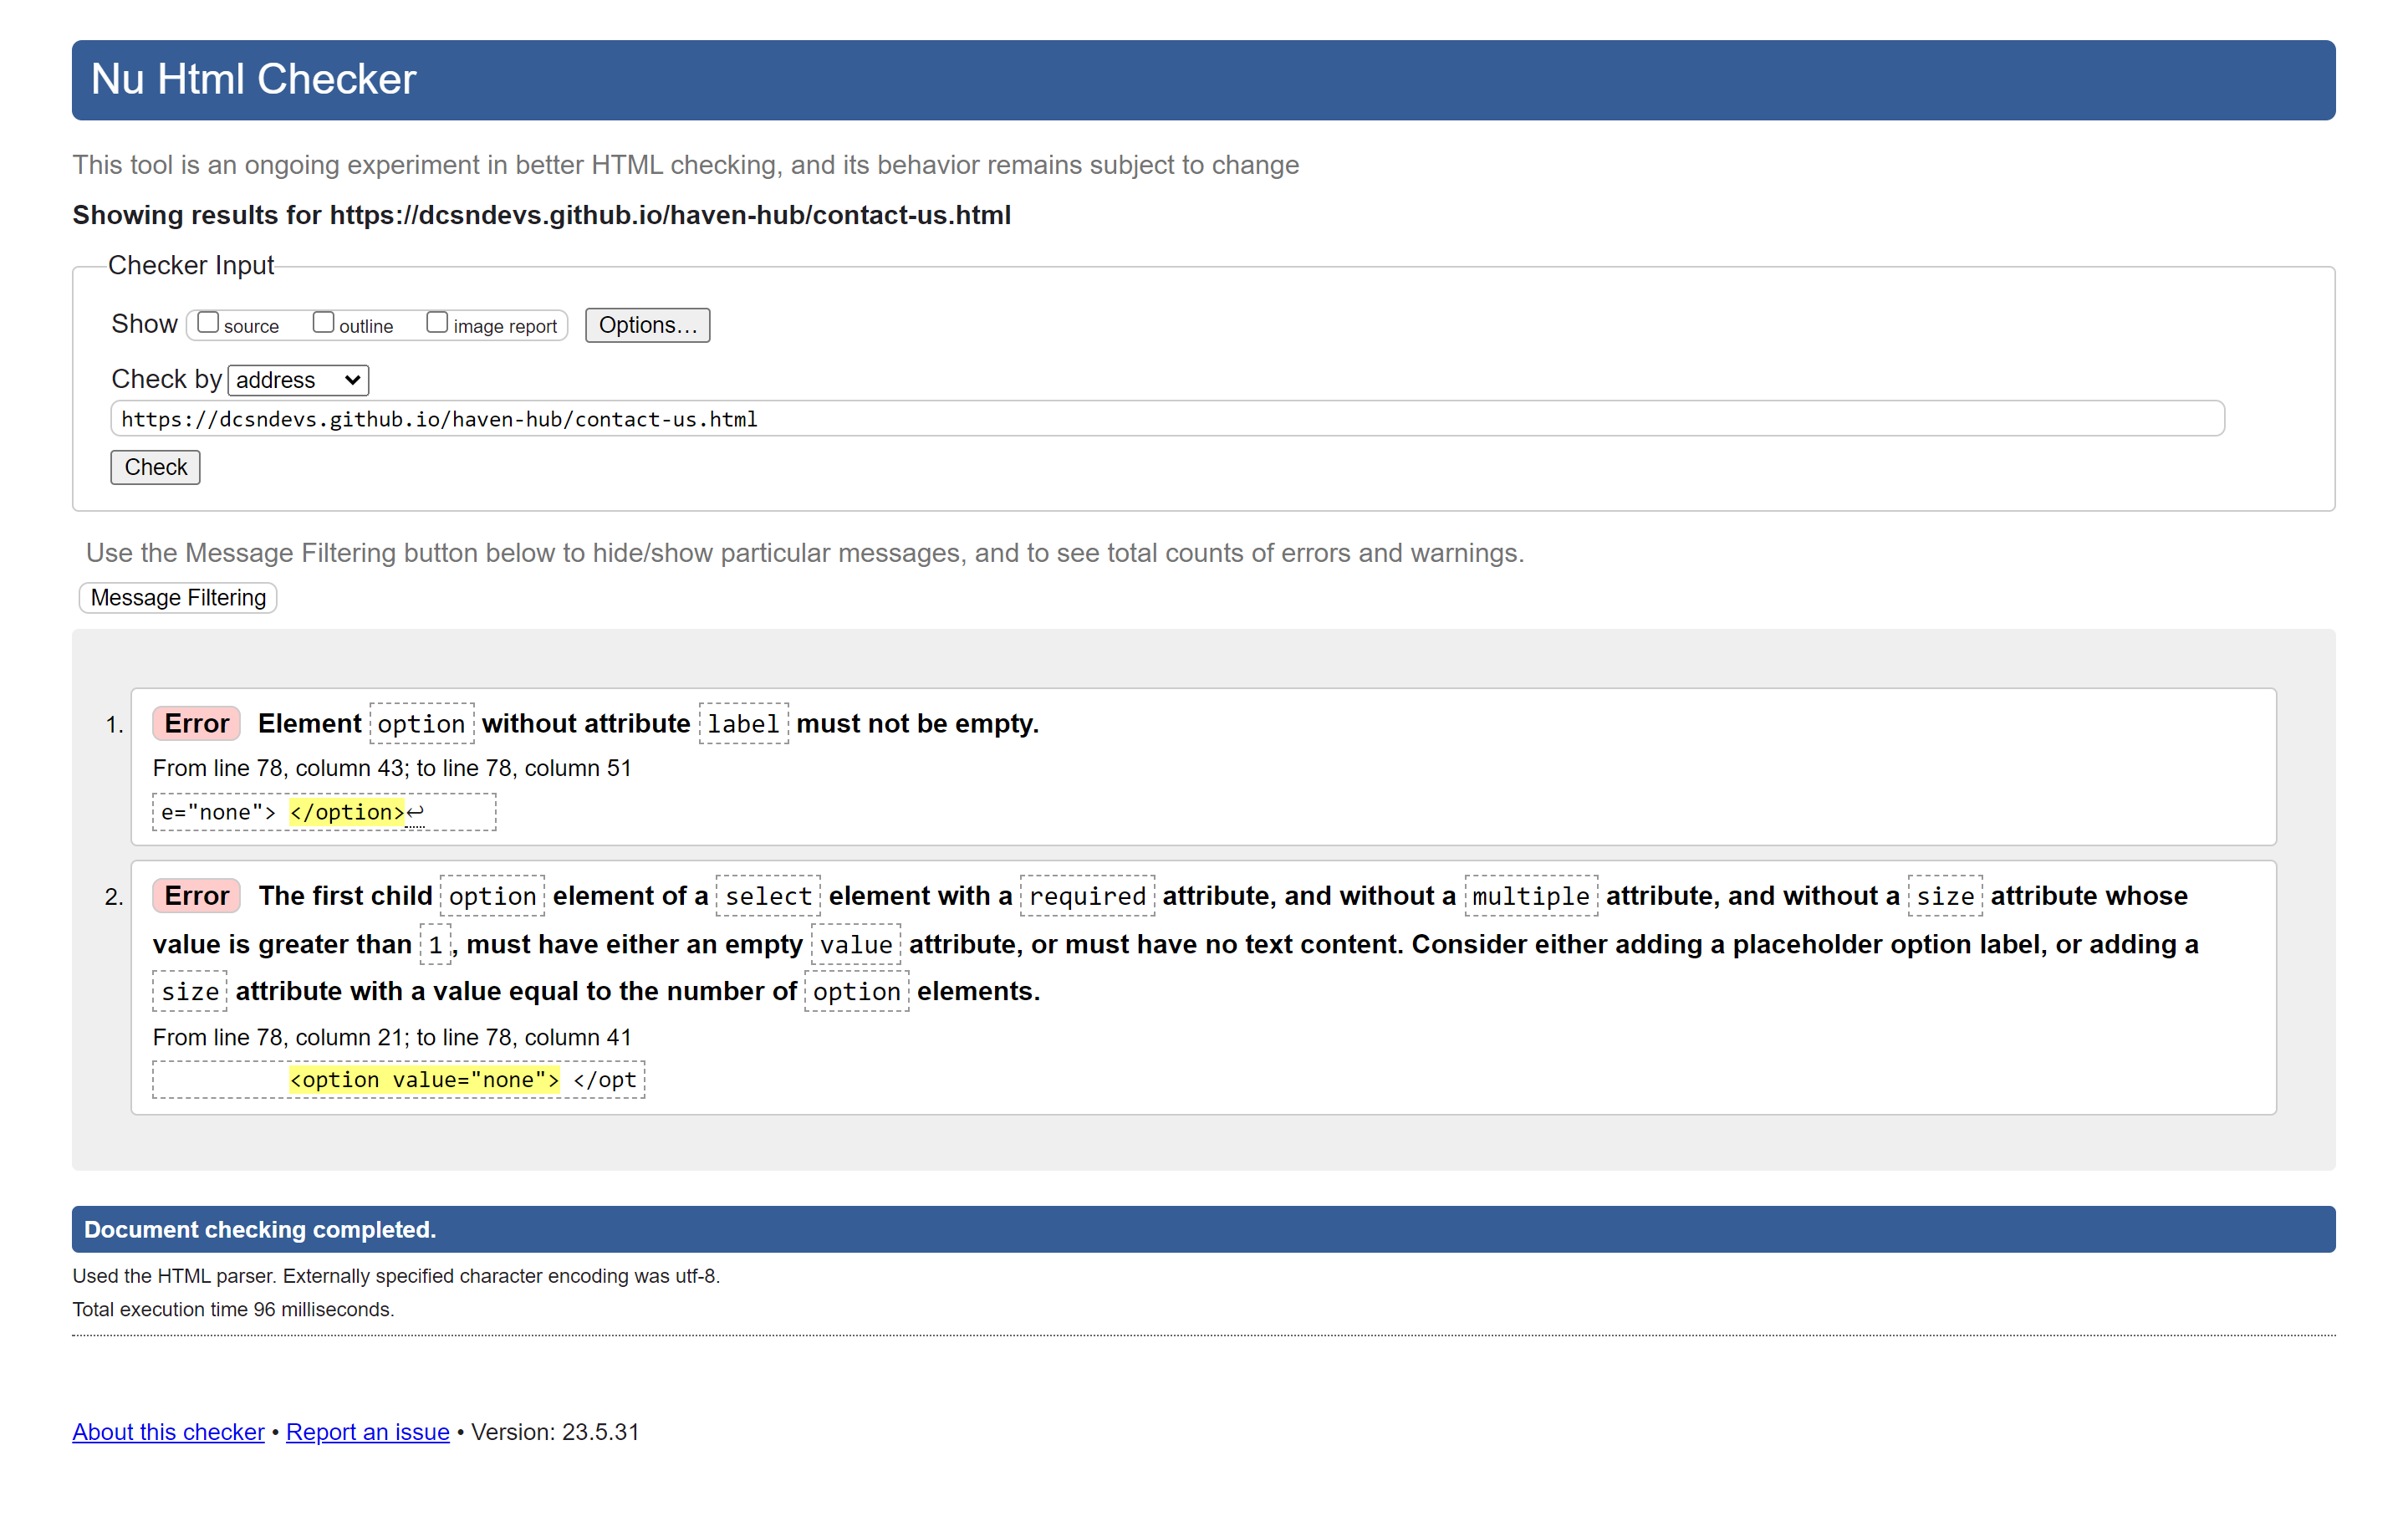 Nu Html Checker
This tool is an ongoing experiment in better HTML checking, and its behavior remains subject to change
Showing results for https://dcsndevs.github.io/haven-hub/contact-us.html
Checker Input
Show source outline image report Options...
Check by address
https://dcsndevs.github.io/haven-hub/contact-us.html
Check
Use the Message Filtering button below to hide/show particular messages, and to see total counts of errors and warnings.
Message Filtering
1. Error Element option without attribute label must not be empty.
From line 78, column 43; to line 78, column 51
e="none"> </option>↩
2. Error The first child option element of a select element with a required attribute, and without a multiple attribute, and without a size attribute whose
value is greater than 1, must have either an empty value attribute, or must have no text content. Consider either adding a placeholder option label, or adding a
size attribute with a value equal to the number of option elements.
From line 78, column 21; to line 78, column 41
<option value="none"> </opt
Document checking completed.
Used the HTML parser. Externally specified character encoding was utf-8.
Total execution time 96 milliseconds.
About this checker • Report an issue • Version: 23.5.31